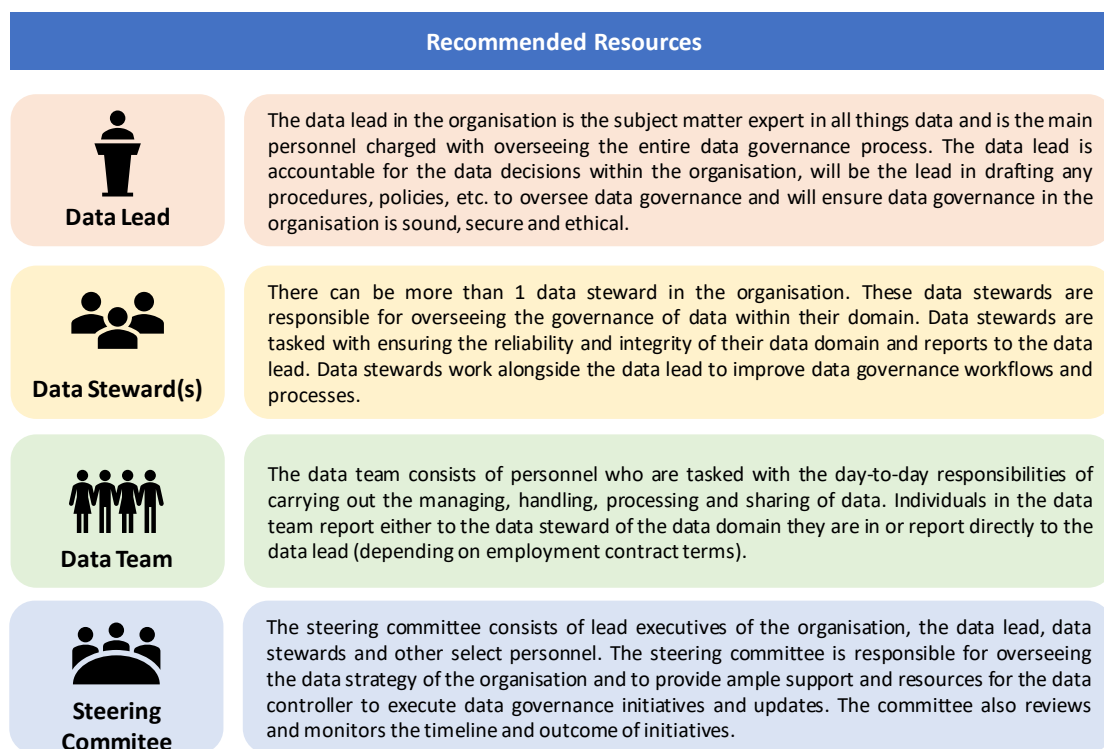 Recommended Resources
Data Lead
The data lead in the organisation is the subject matter expert in all things data and is the main
personnel charged with overseeing the entire data governance process. The data lead is
accountable for the data decisions within the organisation, will be the lead in drafting any
procedures, policies, etc. to oversee data governance and will ensure data governance in the
organisation is sound, secure and ethical.
Data Steward(s)
There can be more than 1 data steward in the organisation. These data stewards are
responsible for overseeing the governance of data within their domain. Data stewards are
tasked with ensuring the reliability and integrity of their data domain and reports to the data
lead. Data stewards work alongside the data lead to improve data governance workflows and
processes.
Data Team
The data team consists of personnel who are tasked with the day-to-day responsibilities of
carrying out the managing, handling, processing and sharing of data. Individuals in the data
team report either to the data steward of the data domain they are in or report directly to the
data lead (depending on employment contract terms).
Steering
Commitee
The steering committee consists of lead executives of the organisation, the data lead, data
stewards and other select personnel. The steering committee is responsible for overseeing
the data strategy of the organisation and to provide ample support and resources for the data
controller to execute data governance initiatives and updates. The committee also reviews
and monitors the timeline and outcome of initiatives.